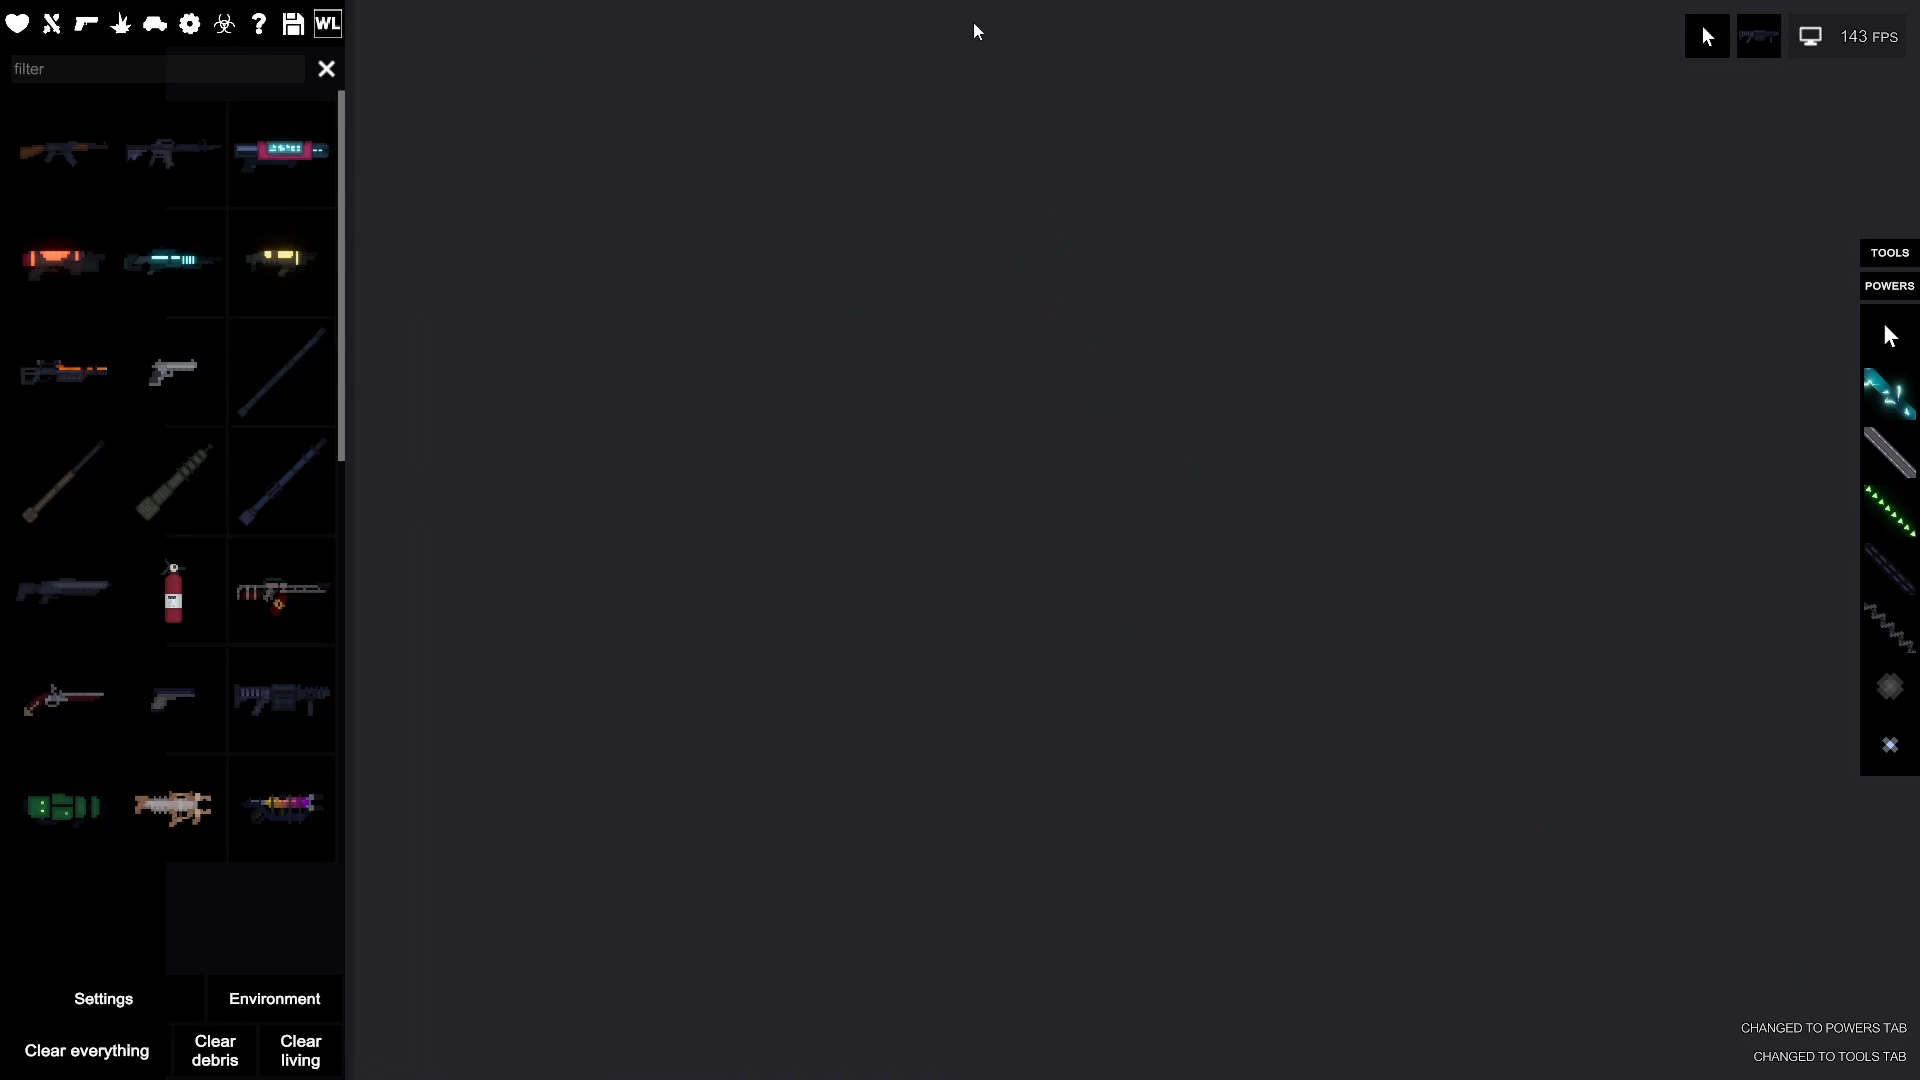 WL
143 FPS
filter
TOOLS
POWERS
Settings
Environment
Clear everything
Clear
debris
Clear
living
CHANGED TO POWERS TAB
CHANGED TO TOOLS TAB